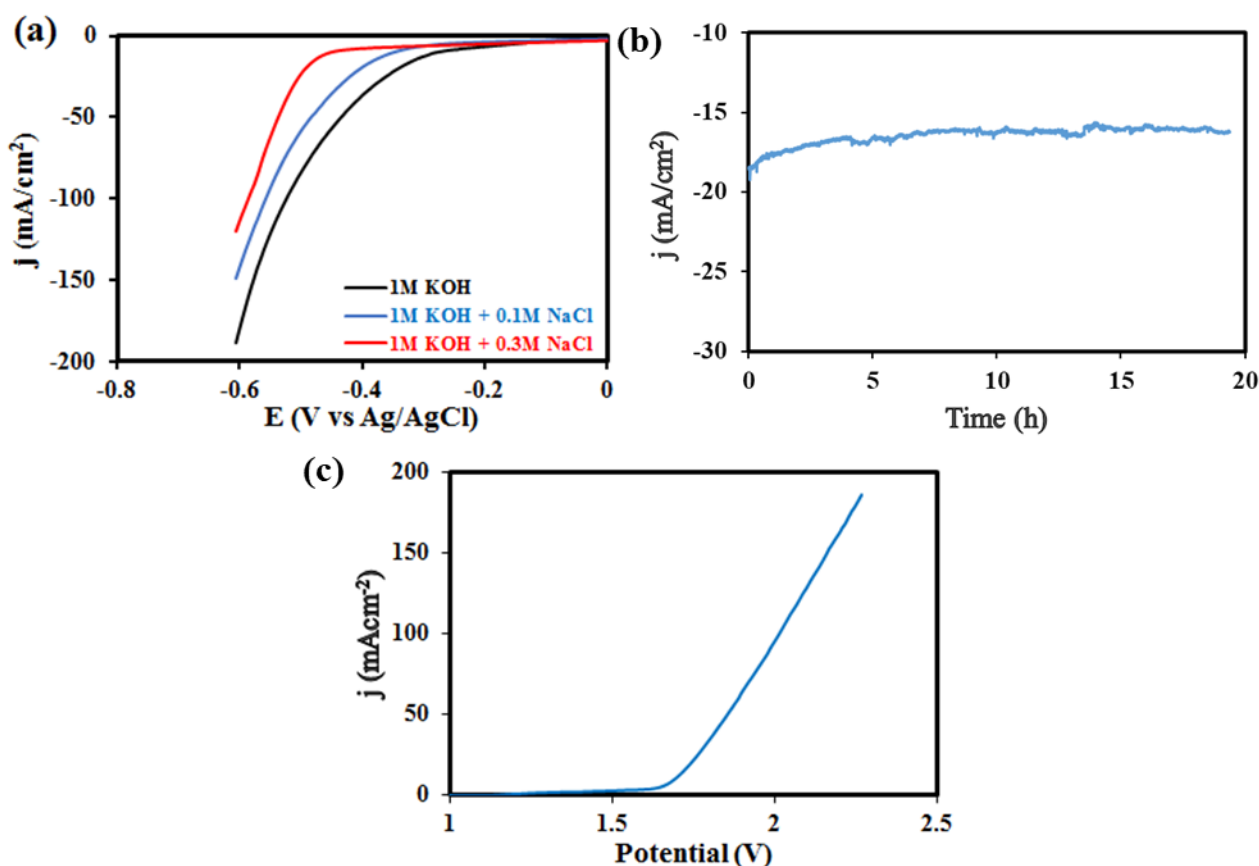 (a)
0
-50
-100
-150
-200
-0.8
-0.6
-0.4
-0.2
0
j (mA/cm²)
E (V vs Ag/AgCl)
1M KOH
1M KOH + 0.1M NaCl
1M KOH + 0.3M NaCl
(b)
-10
-15
-20
-25
-30
0
5
10
15
20
j (mA/cm²)
Time (h)
(c)
200
150
100
50
0
1
1.5
2
2.5
j (mAcm⁻²)
Potential (V)